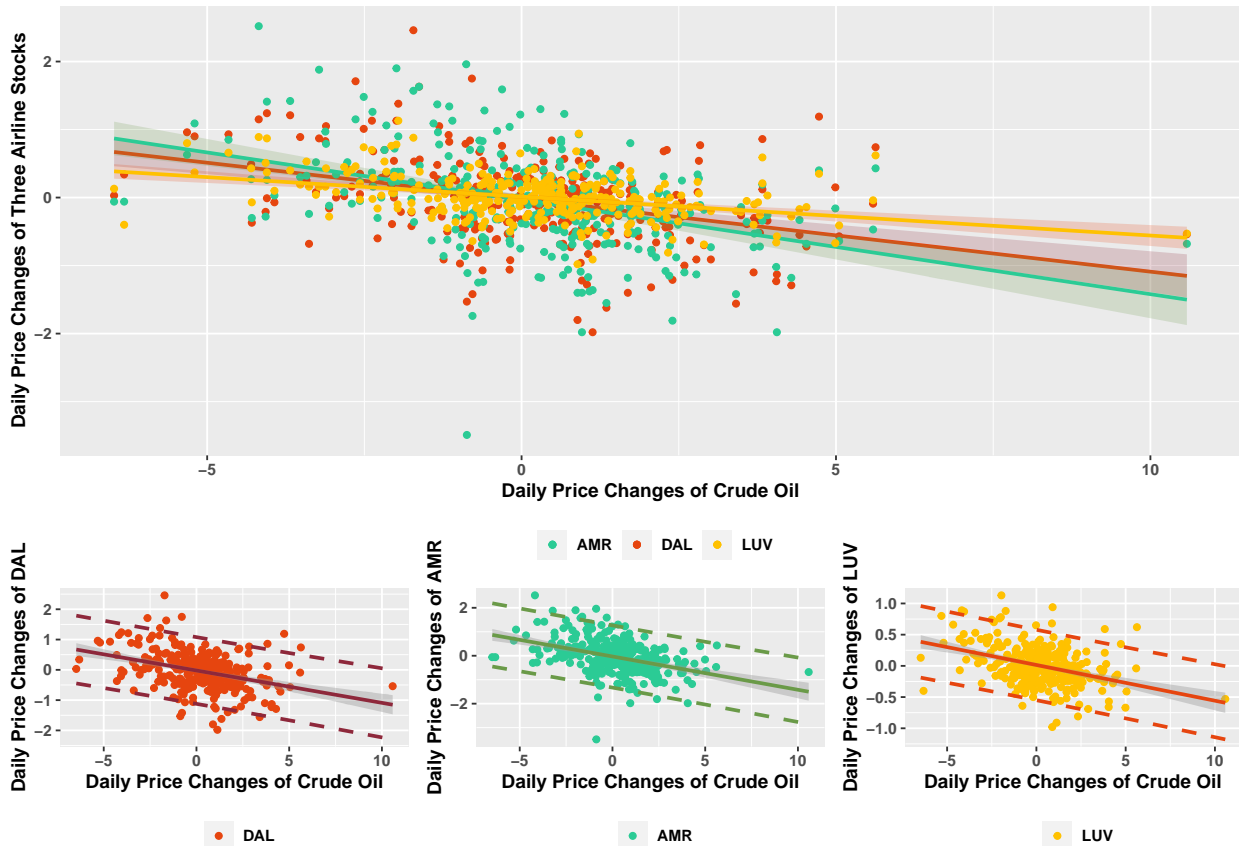 Daily Price Changes of Three Airline Stocks
2
0
−2
−5
0
5
10
Daily Price Changes of Crude Oil
AMR DAL LUV
Daily Price Changes of DAL
2
1
0
−1
−2
−5 0 5 10
Daily Price Changes of Crude Oil
DAL
Daily Price Changes of AMR
2
0
−2
−5 0 5 10
Daily Price Changes of Crude Oil
AMR
Daily Price Changes of LUV
1.0
0.5
0.0
−0.5
−1.0
−5 0 5 10
Daily Price Changes of Crude Oil
LUV